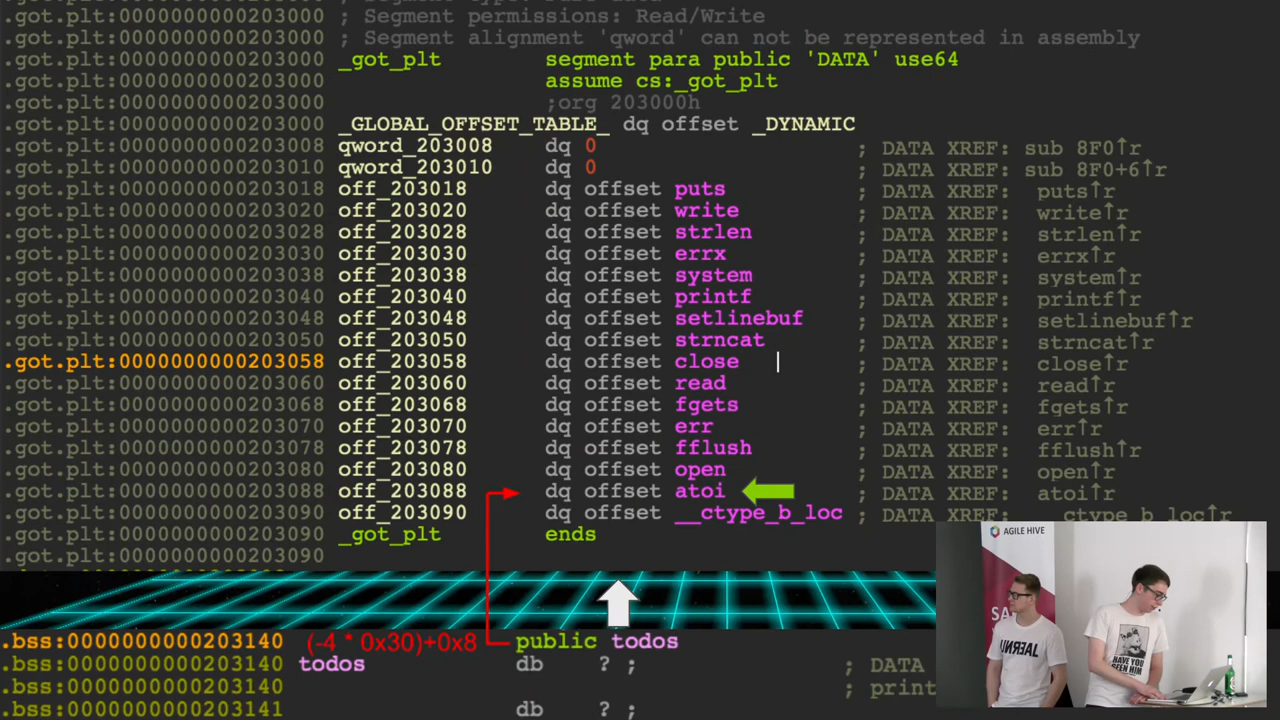 .got.plt:0000000000203000 ; Segment permissions: Read/Write
.got.plt:0000000000203000 ; Segment alignment 'qword' can not be represented in assembly
.got.plt:0000000000203000 _got_plt segment para public 'DATA' use64
.got.plt:0000000000203000 assume cs:_got_plt
.got.plt:0000000000203000 ;org 203000h
.got.plt:0000000000203000 _GLOBAL_OFFSET_TABLE_ dq offset _DYNAMIC
.got.plt:0000000000203008 qword_203008 dq 0 ; DATA XREF: sub 8F0↑r
.got.plt:0000000000203010 qword_203010 dq 0 ; DATA XREF: sub 8F0+6↑r
.got.plt:0000000000203018 off_203018 dq offset puts ; DATA XREF: puts↑r
.got.plt:0000000000203020 off_203020 dq offset write ; DATA XREF: write↑r
.got.plt:0000000000203028 off_203028 dq offset strlen ; DATA XREF: strlen↑r
.got.plt:0000000000203030 off_203030 dq offset errx ; DATA XREF: errx↑r
.got.plt:0000000000203038 off_203038 dq offset system ; DATA XREF: system↑r
.got.plt:0000000000203040 off_203040 dq offset printf ; DATA XREF: printf↑r
.got.plt:0000000000203048 off_203048 dq offset setlinebuf ; DATA XREF: setlinebuf↑r
.got.plt:0000000000203050 off_203050 dq offset strncat ; DATA XREF: strncat↑r
.got.plt:0000000000203058 off_203058 dq offset close ; DATA XREF: close↑r
.got.plt:0000000000203060 off_203060 dq offset read ; DATA XREF: read↑r
.got.plt:0000000000203068 off_203068 dq offset fgets ; DATA XREF: fgets↑r
.got.plt:0000000000203070 off_203070 dq offset err ; DATA XREF: err↑r
.got.plt:0000000000203078 off_203078 dq offset fflush ; DATA XREF: fflush↑r
.got.plt:0000000000203080 off_203080 dq offset open ; DATA XREF: open↑r
.got.plt:0000000000203088 off_203088 dq offset atoi ; DATA XREF: atoi↑r
.got.plt:0000000000203090 off_203090 dq offset __ctype_b_loc ; DATA XREF: ctype b loc↑r
.got.plt:0000000000203090 _got_plt ends
.got.plt:0000000000203090
.bss:0000000000203140 (-4 * 0x30)+0x8 public todos
.bss:0000000000203140 todos db ? ; ; DATA
.bss:0000000000203140 ; print
.bss:0000000000203141 db ? ;
AGILE HIVE
HAVE YOU
SEEN HIM